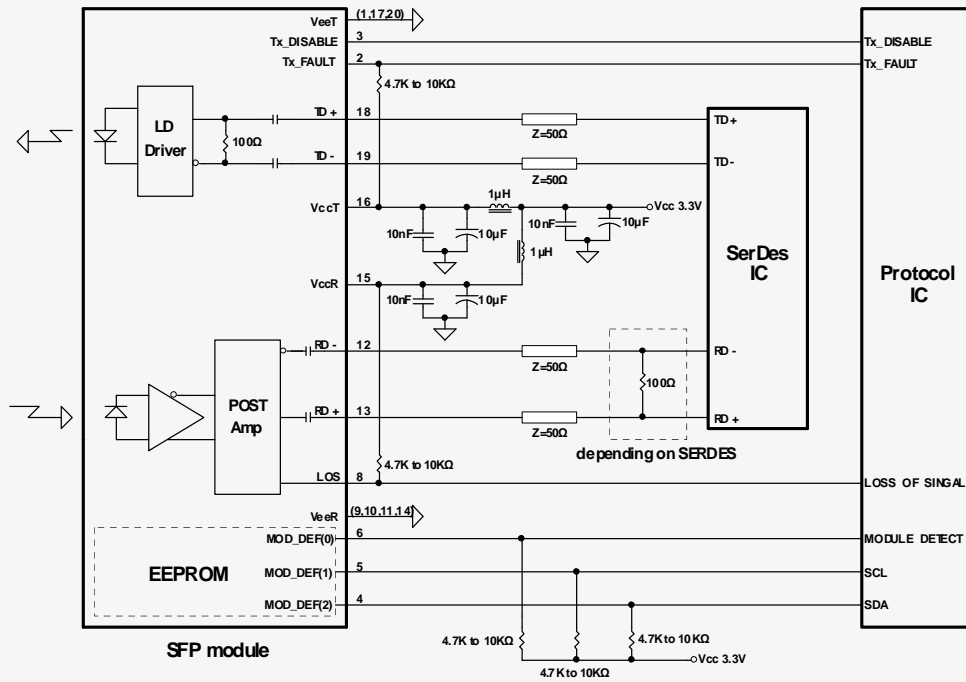 VeeT (1,17,20)
Tx_DISABLE 3 Tx_DISABLE
Tx_FAULT 2 Tx_FAULT
4.7K to 10KΩ
LD
Driver
100Ω
TD+ 18 TD+
Z=50Ω
TD- 19 TD-
Z=50Ω
1µH
VccT 16 Vcc 3.3V
10nF 10µF 10nF 10µF
1µH
SerDes
IC
Protocol
IC
VccR 15
10nF 10µF
RD- 12 RD-
Z=50Ω
100Ω
POST
Amp
RD+ 13 RD+
Z=50Ω
depending on SERDES
4.7K to 10KΩ
LOS 8 LOSS OF SINGAL
VeeR (9,10,11,14)
MOD_DEF(0) 6 MODULE DETECT
EEPROM
MOD_DEF(1) 5 SCL
MOD_DEF(2) 4 SDA
4.7K to 10KΩ 4.7K to 10KΩ
SFP module
Vcc 3.3V
4.7K to 10KΩ